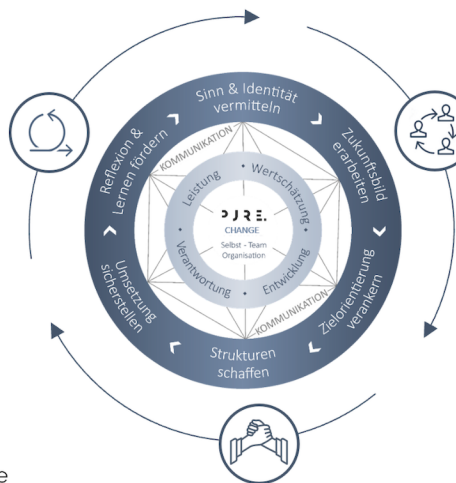 Sinn & Identität
vermitteln
Zukunftsbild
erarbeiten
Zielorientierung
verankern
Strukturen
schaffen
Umsetzung
sicherstellen
Reflexion &
Lernen fördern
KOMMUNIKATION
KOMMUNIKATION
Leistung
Wertschätzung
Entwicklung
Verantwortung
PURE.
CHANGE
Selbst - Team
Organisation
e